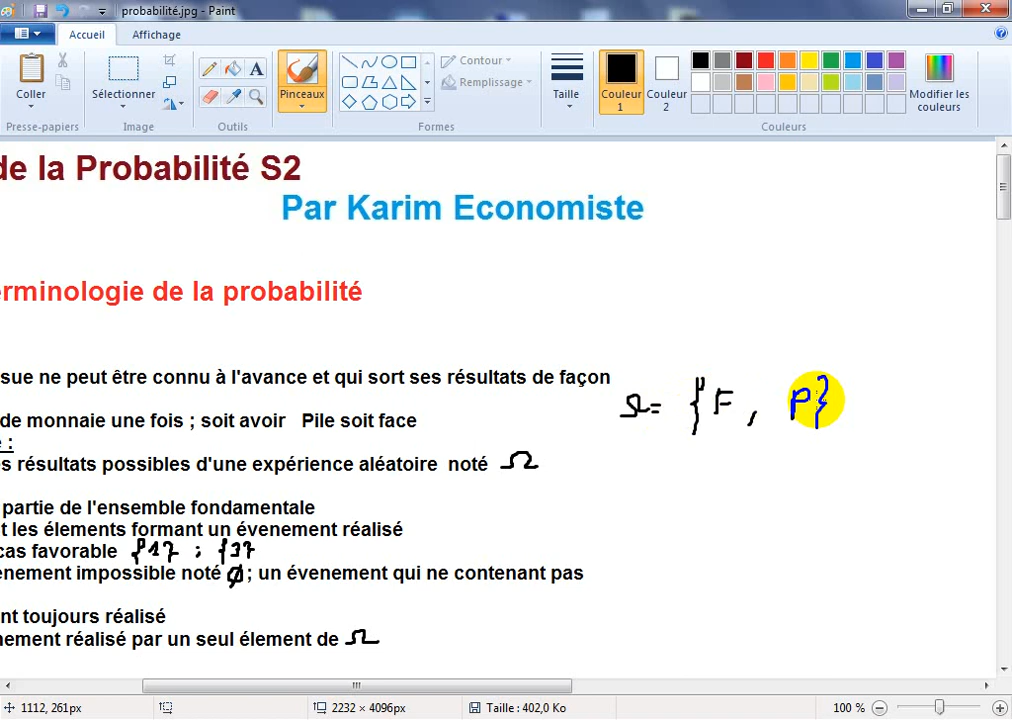 probabilité.jpg - Paint
Accueil Affichage
Coller
Sélectionner
Pinceaux
Contour
Remplissage
Taille
Couleur 1
Couleur 2
Modifier les couleurs
Presse-papiers Image Outils Formes Couleurs
de la Probabilité S2
Par Karim Economiste
erminologie de la probabilité
sue ne peut être connu à l'avance et qui sort ses résultats de façon
Ω= {F, P}
de monnaie une fois ; soit avoir Pile soit face
e :
es résultats possibles d'une expérience aléatoire noté Ω
partie de l'ensemble fondamentale
t les élements formant un évenement réalisé
cas favorable {1} ; {3}
enement impossible noté Ø ; un évenement qui ne contenant pas
nt toujours réalisé
nement réalisé par un seul élement de Ω
1112, 261px 2232 × 4096px Taille : 402,0 Ko 100 %